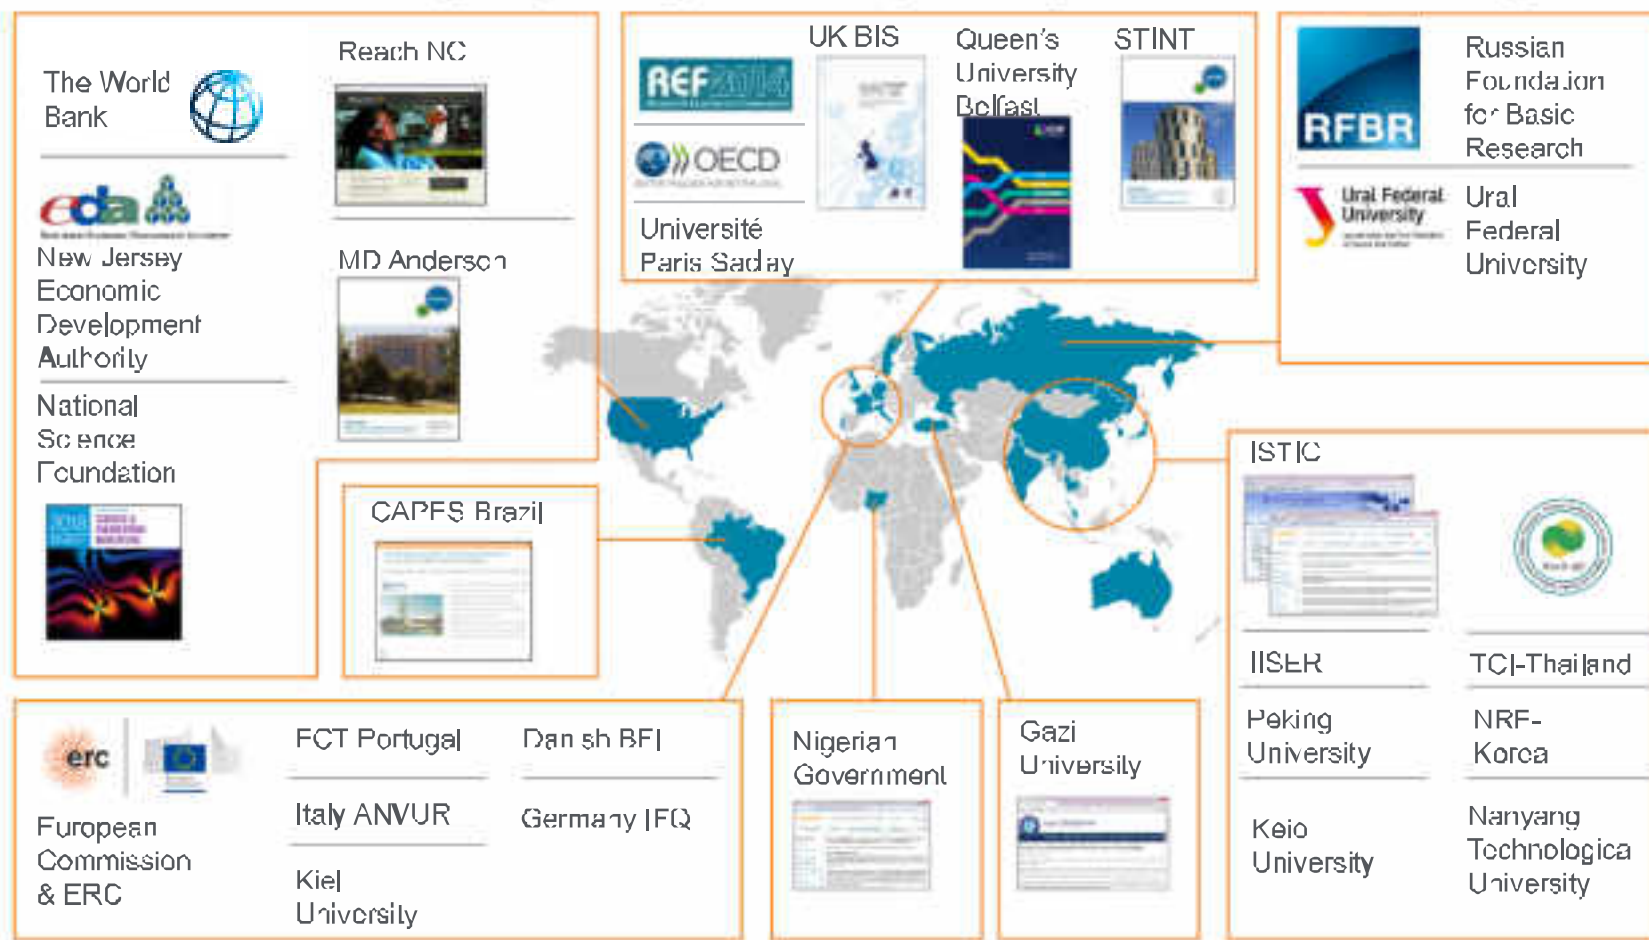 The World
Bank
Reach NC
eda
New Jersey
Economic
Development
Authority
MD Anderson
National
Science
Foundation
CAPES Brazil
REF2014
OECD
Université
Paris Saclay
UK BIS
Queen's
University
Belfast
STINT
RFBR
Russian
Foundation
for Basic
Research
Ural Federal
University
Ural
Federal
University
ISTIC
IISER
TCI-Thailand
Peking
University
NRF-
Korea
Keio
University
Nanyang
Technologica
University
erc
European
Commission
& ERC
FCT Portugal
Italy ANVUR
Kiel
University
Danish BFI
Germany IFQ
Nigerian
Government
Gazi
University